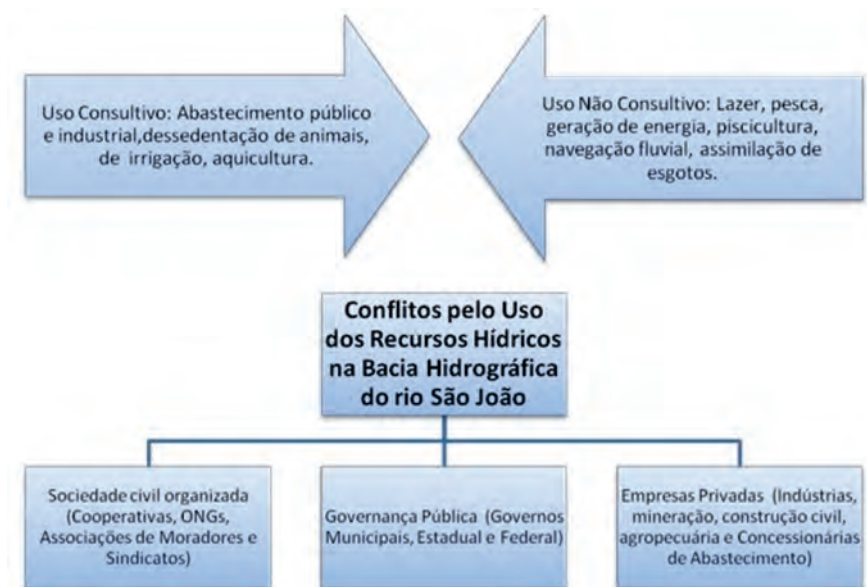 Uso Consultivo: Abastecimento público
e industrial,dessedentação de animais,
de irrigação, aquicultura.
Uso Não Consultivo: Lazer, pesca,
geração de energia, piscicultura,
navegação fluvial, assimilação de
esgotos.
Conflitos pelo Uso
dos Recursos Hídricos
na Bacia Hidrográfica
do rio São João
Sociedade civil organizada
(Cooperativas, ONGs,
Associações de Moradores e
Sindicatos)
Governança Pública (Governos
Municipais, Estadual e Federal)
Empresas Privadas (Indústrias,
mineração, construção civil,
agropecuária e Concessionárias
de Abastecimento)